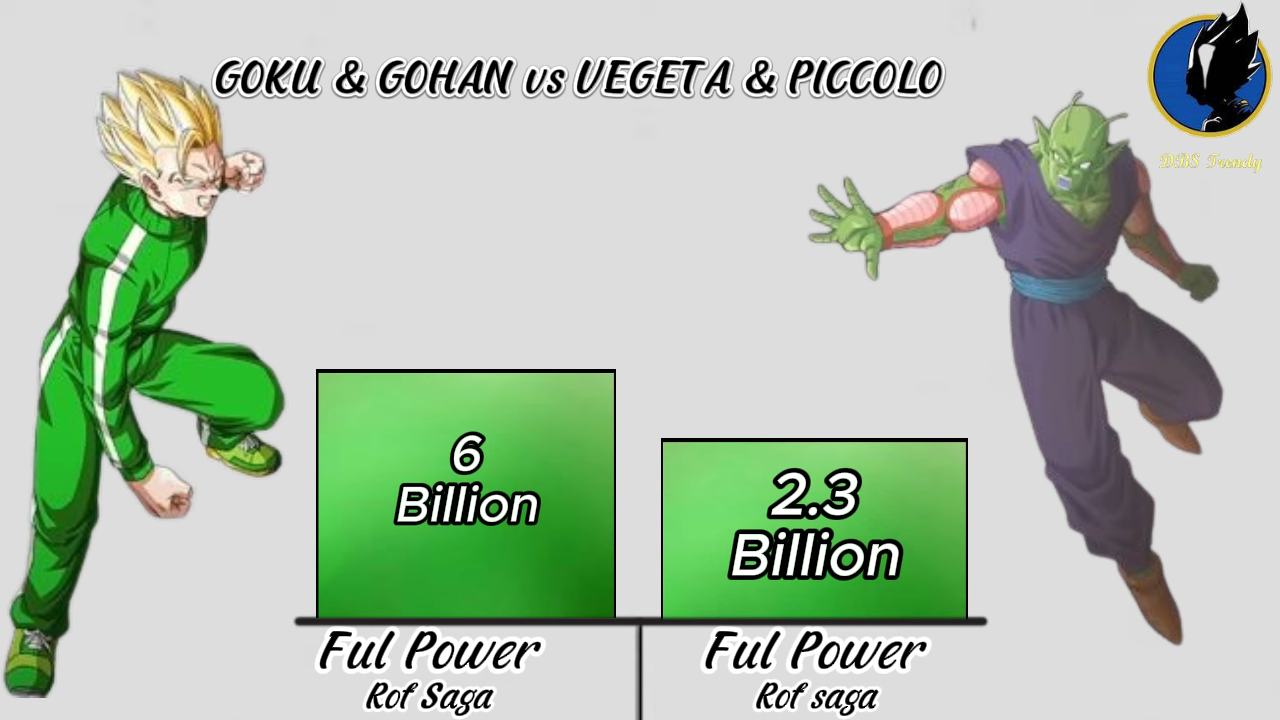 GOKU & GOHAN vs VEGETA & PICCOLO
DBS Trendy
6
Billion
2.3
Billion
Ful Power
Rof Saga
Ful Power
Rof saga